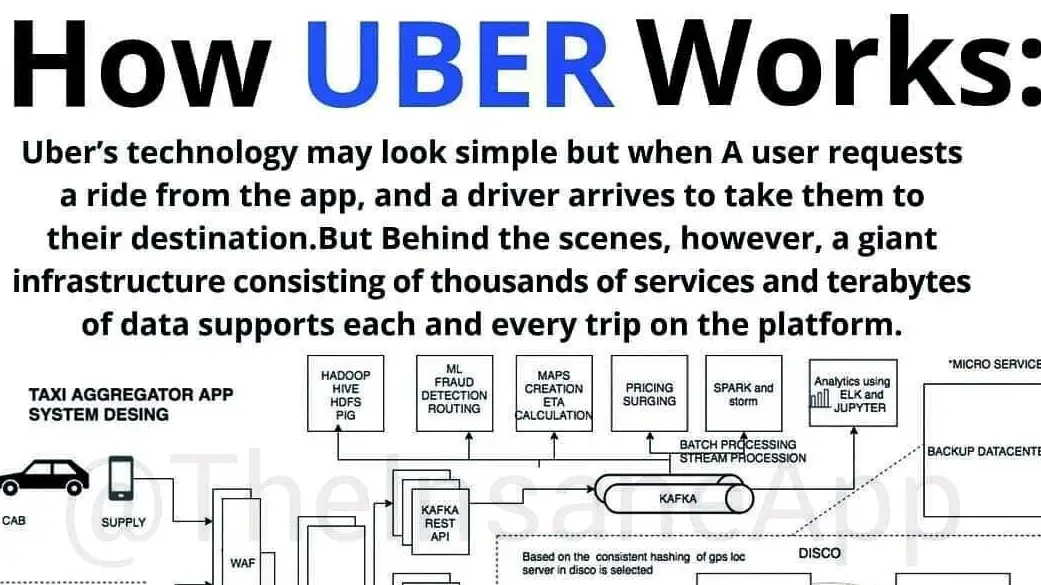 How UBER Works:
Uber’s technology may look simple but when A user requests
a ride from the app, and a driver arrives to take them to
their destination.But Behind the scenes, however, a giant
infrastructure consisting of thousands of services and terabytes
of data supports each and every trip on the platform.
TAXI AGGREGATOR APP
SYSTEM DESING
HADOOP
HIVE
HDFS
PIG
ML
FRAUD
DETECTION
ROUTING
MAPS
CREATION
ETA
CALCULATION
PRICING
SURGING
SPARK and
storm
Analytics using
ELK and
JUPYTER
*MICRO SERVICE
BACKUP DATACENTE
BATCH PROCESSING
STREAM PROCESSION
CAB
SUPPLY
WAF
KAFKA
REST
API
KAFKA
Based on the consistent hashing of gps loc
server in disco is selected
DISCO
@TheInsaneApp